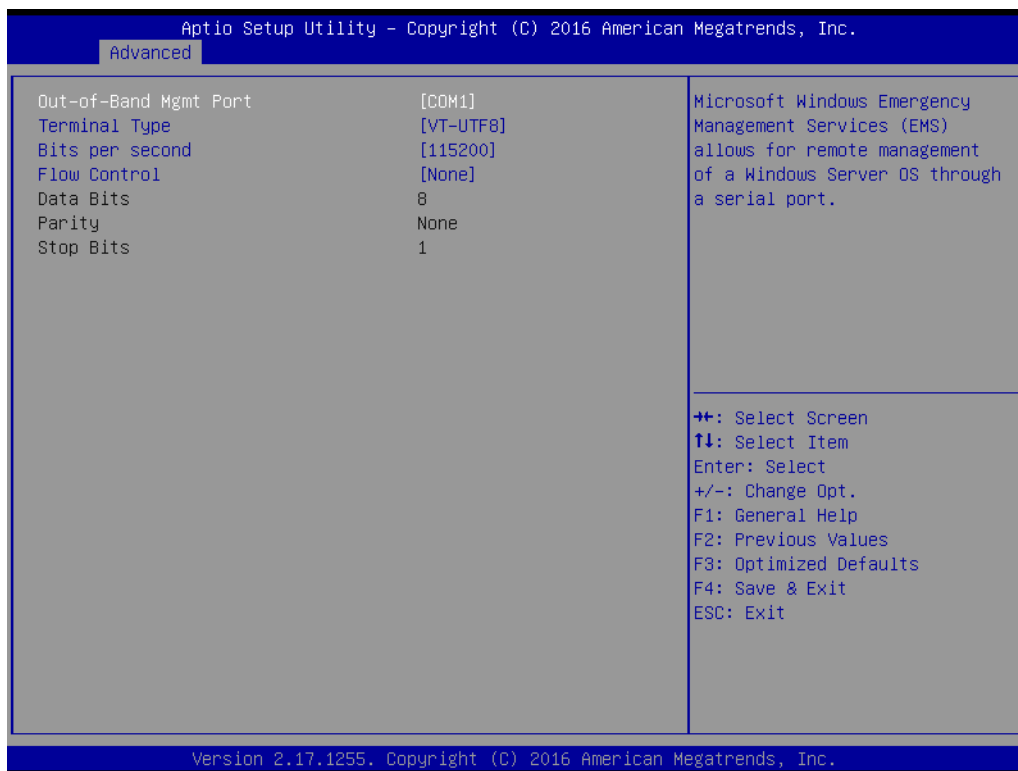 Aptio Setup Utility – Copyright (C) 2016 American Megatrends, Inc.
Advanced
Out-of-Band Mgmt Port [COM1]
Terminal Type [VT-UTF8]
Bits per second [115200]
Flow Control [None]
Data Bits 8
Parity None
Stop Bits 1
Microsoft Windows Emergency
Management Services (EMS)
allows for remote management
of a Windows Server OS through
a serial port.
→←: Select Screen
↑↓: Select Item
Enter: Select
+/-: Change Opt.
F1: General Help
F2: Previous Values
F3: Optimized Defaults
F4: Save & Exit
ESC: Exit
Version 2.17.1255. Copyright (C) 2016 American Megatrends, Inc.